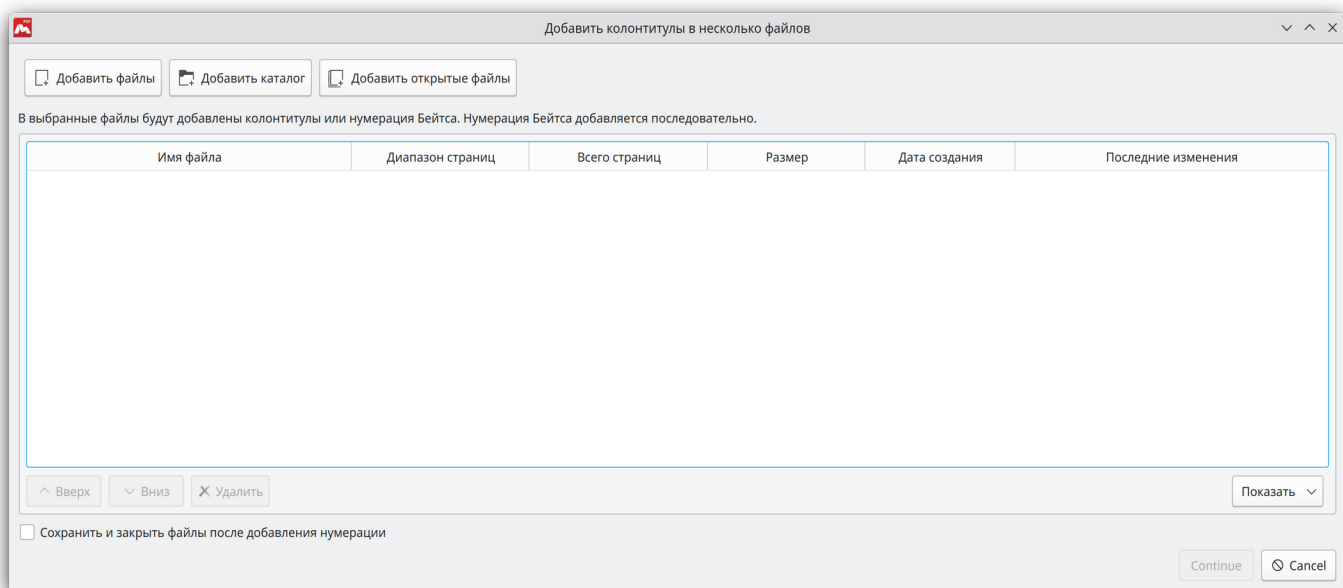 PDF
Добавить колонтитулы в несколько файлов
Добавить файлы
Добавить каталог
Добавить открытые файлы
В выбранные файлы будут добавлены колонтитулы или нумерация Бейтса. Нумерация Бейтса добавляется последовательно.
Имя файла
Диапазон страниц
Всего страниц
Размер
Дата создания
Последние изменения
Вверх
Вниз
Удалить
Показать
Сохранить и закрыть файлы после добавления нумерации
Continue
Cancel